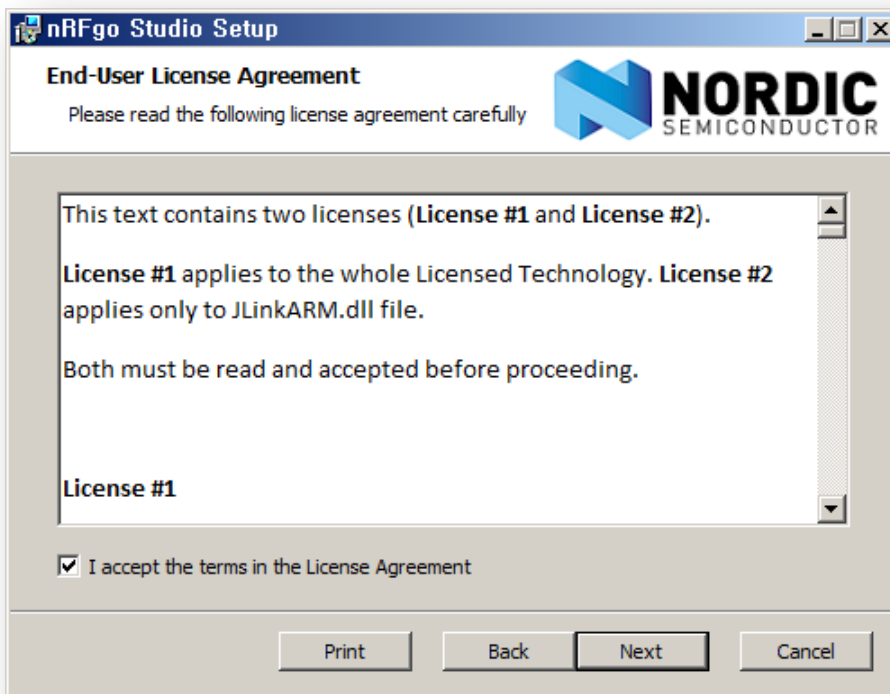 nRFgo Studio Setup
End-User License Agreement
Please read the following license agreement carefully
NORDIC
SEMICONDUCTOR
This text contains two licenses (License #1 and License #2).
License #1 applies to the whole Licensed Technology. License #2
applies only to JLinkARM.dll file.
Both must be read and accepted before proceeding.
License #1
I accept the terms in the License Agreement
Print Back Next Cancel